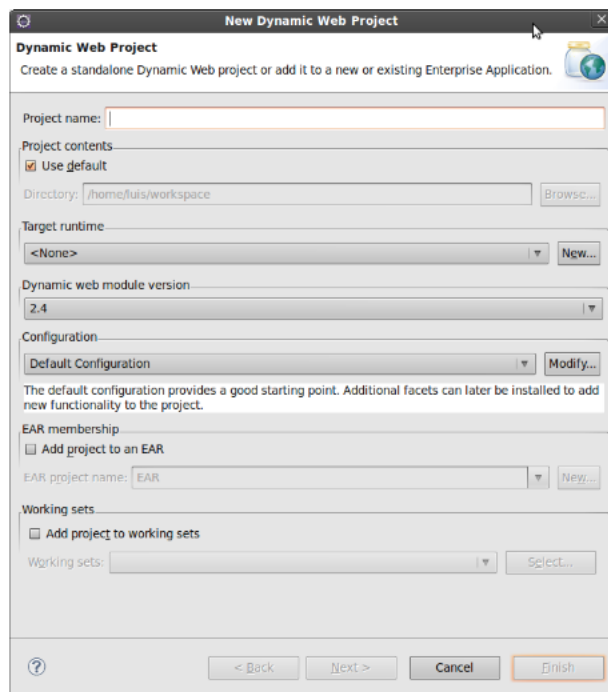 New Dynamic Web Project
Dynamic Web Project
Create a standalone Dynamic Web project or add it to a new or existing Enterprise Application.
Project name:
Project contents
Use default
Directory: /home/luis/workspace Browse...
Target runtime
<None> New...
Dynamic web module version
2.4
Configuration
Default Configuration Modify...
The default configuration provides a good starting point. Additional facets can later be installed to add
new functionality to the project.
EAR membership
Add project to an EAR
EAR project name: EAR New...
Working sets
Add project to working sets
Working sets: Select...
? < Back Next > Cancel Finish